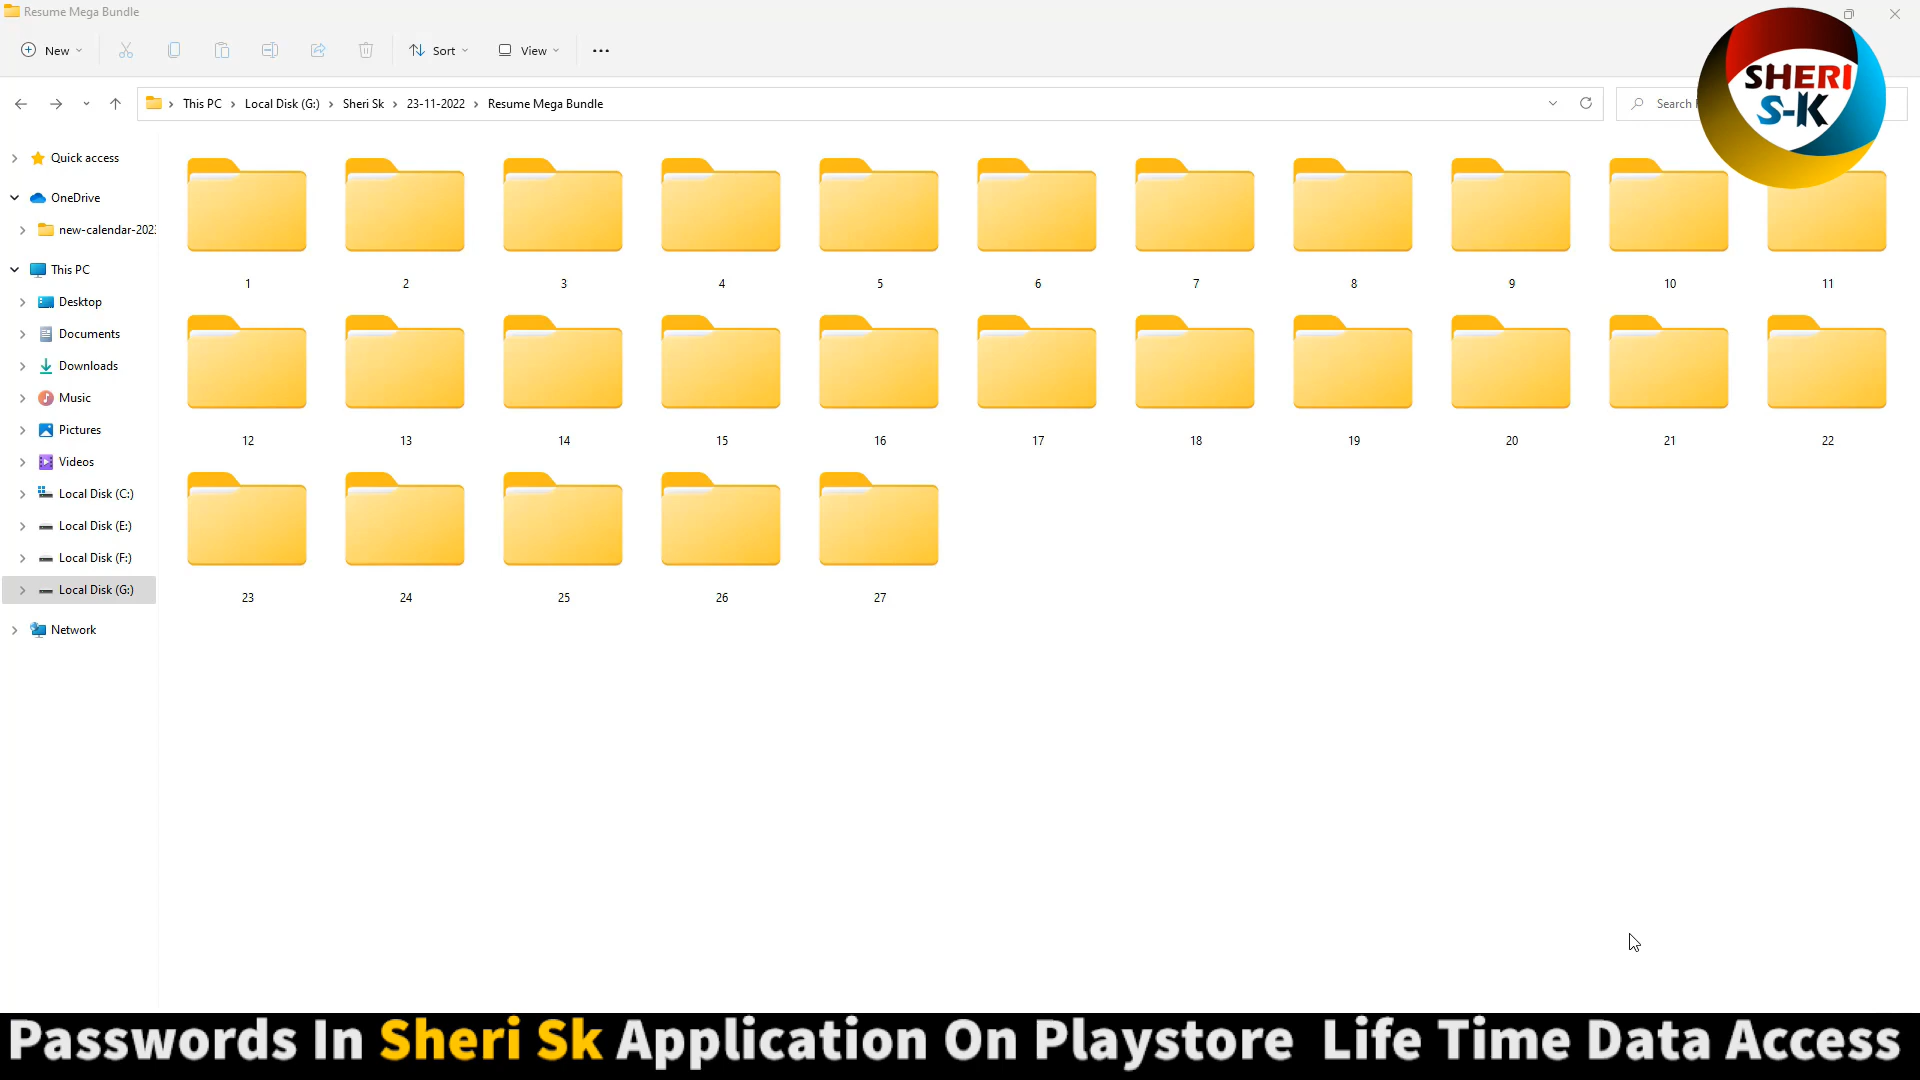 Resume Mega Bundle
New
Sort
View
This PC
Local Disk (G:)
Sheri Sk
23-11-2022
Resume Mega Bundle
Search
SHERI
S-K
Quick access
OneDrive
new-calendar-202
This PC
Desktop
Documents
Downloads
Music
Pictures
Videos
Local Disk (C:)
Local Disk (E:)
Local Disk (F:)
Local Disk (G:)
Network
1 2 3 4 5 6 7 8 9 10 11
12 13 14 15 16 17 18 19 20 21 22
23 24 25 26 27
Passwords In Sheri Sk Application On Playstore Life Time Data Access